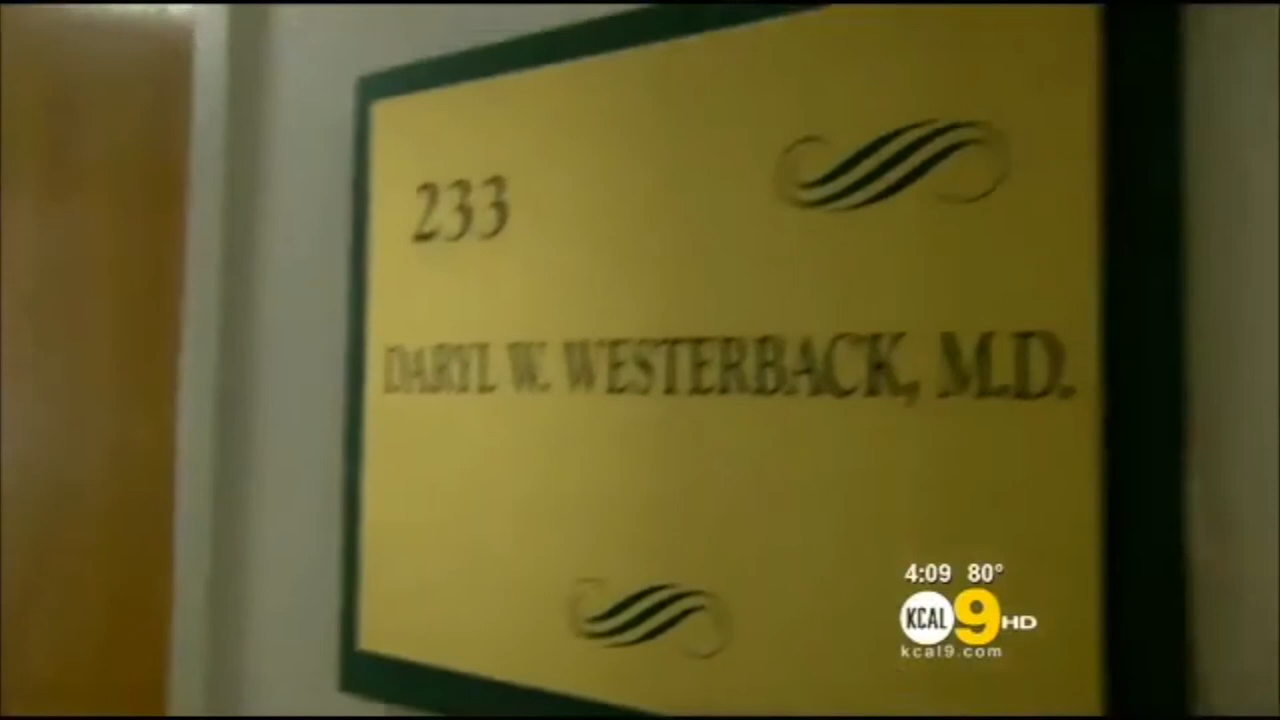 233
DARYL W. WESTERBACK, M.D.
4:09 80°
KCAL 9 HD
kcal9.com